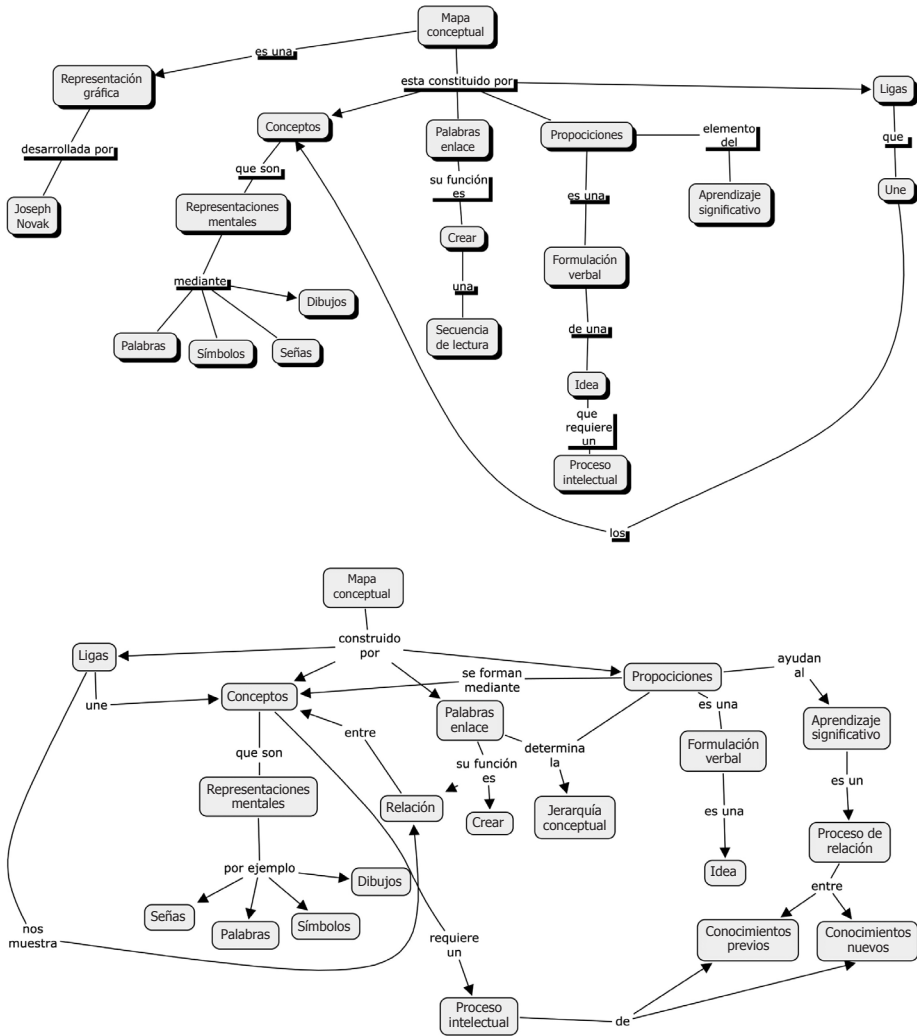 Mapa
conceptual
es una
Representación
gráfica
esta constituido por
Ligas
Conceptos
Palabras
enlace
Propociciones
elemento
del
desarrollada por
que
que son
su función
es
es una
Aprendizaje
significativo
Une
Joseph
Novak
Representaciones
mentales
Crear
Formulación
verbal
mediante
una
Dibujos
de una
Palabras
Símbolos
Señas
Secuencia
de lectura
Idea
que
requiere
un
Proceso
intelectual
los
Mapa
conceptual
construido
por
Ligas
se forman
mediante
Propociciones
ayudan
al
une
Conceptos
Palabras
enlace
es una
Aprendizaje
significativo
entre
determina
la
Formulación
verbal
que son
su función
es
es un
Representaciones
mentales
Relación
Crear
Jerarquía
conceptual
es una
Proceso de
relación
por ejemplo
Dibujos
Idea
entre
Señas
Palabras
Símbolos
nos
muestra
requiere
un
Conocimientos
previos
Conocimientos
nuevos
Proceso
intelectual
de